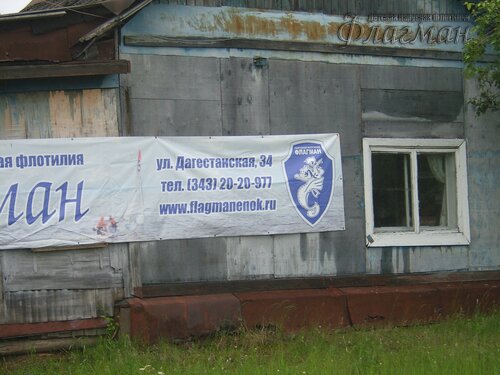 Флагман
ая флотилия
ман
ул. Дагестанская, 34
тел. (343) 20-20-977
www.flagmanenok.ru
ФЛАГМАН